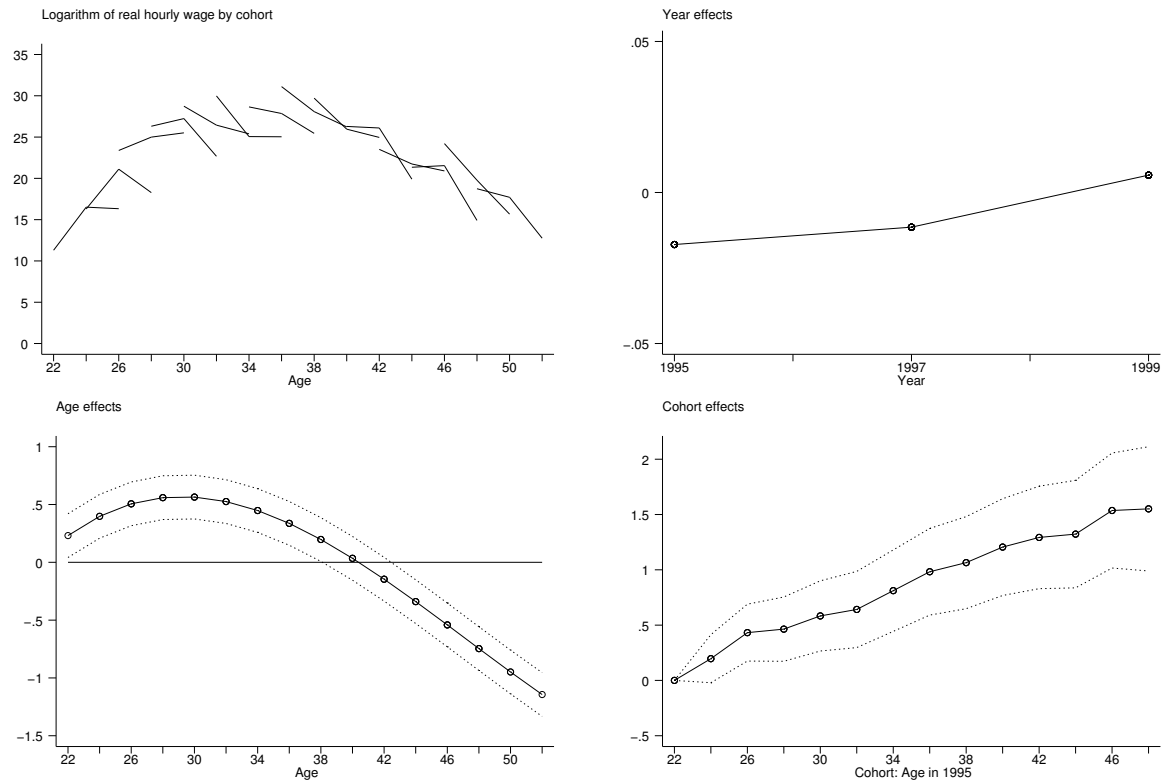 Logarithm of real hourly wage by cohort
35
30
25
20
15
10
5
0
22 26 30 34 38 42 46 50
Age
Year effects
.05
0
−.05
1995 1997 1999
Year
Age effects
1
.5
0
−.5
−1
−1.5
22 26 30 34 38 42 46 50
Age
Cohort effects
2
1.5
1
.5
0
−.5
22 26 30 34 38 42 46
Cohort: Age in 1995